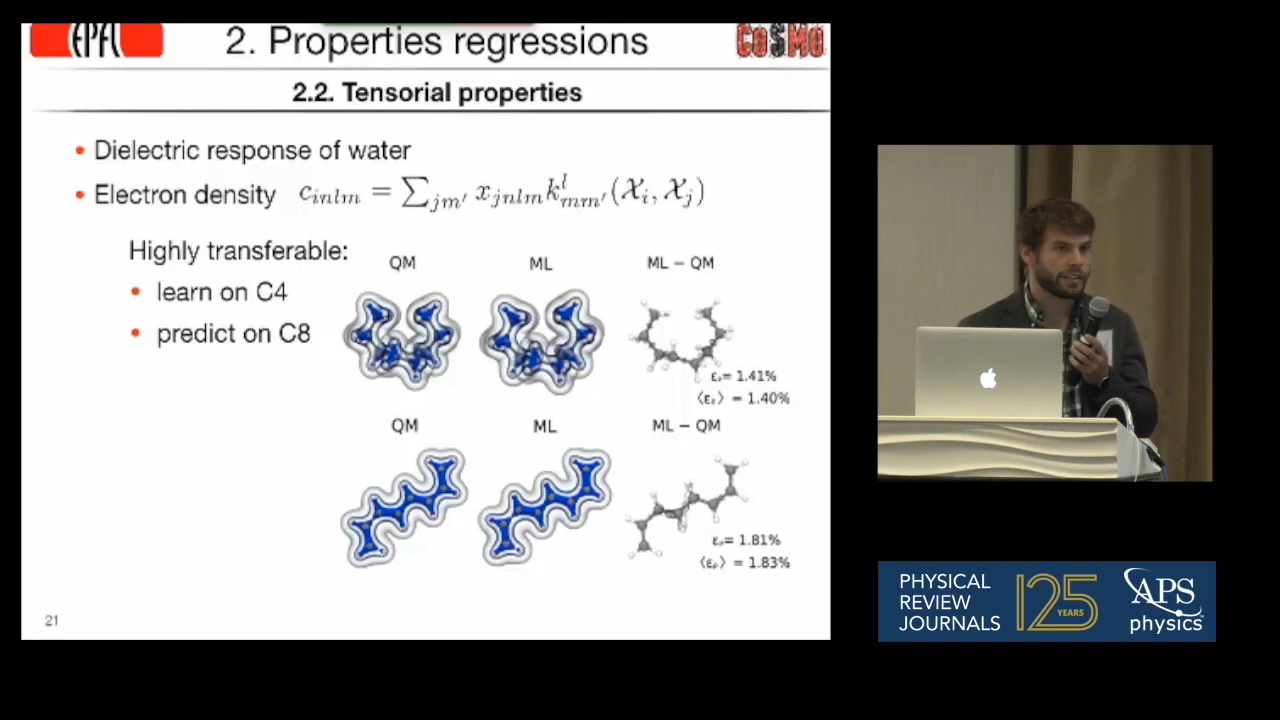 EPFL
2. Properties regressions
COSMO
2.2. Tensorial properties
• Dielectric response of water
• Electron density c_{inlm} = ∑_{jm′} x_{jnlm} k^l_{mm′}(𝒳_i, 𝒳_j)
Highly transferable:
• learn on C4
• predict on C8
QM ML ML − QM
ε_ρ= 1.41%
⟨ε_ρ⟩ = 1.40%
QM ML ML − QM
ε_ρ= 1.81%
⟨ε_ρ⟩ = 1.83%
21
PHYSICAL
REVIEW
JOURNALS
125
YEARS
APS
physics